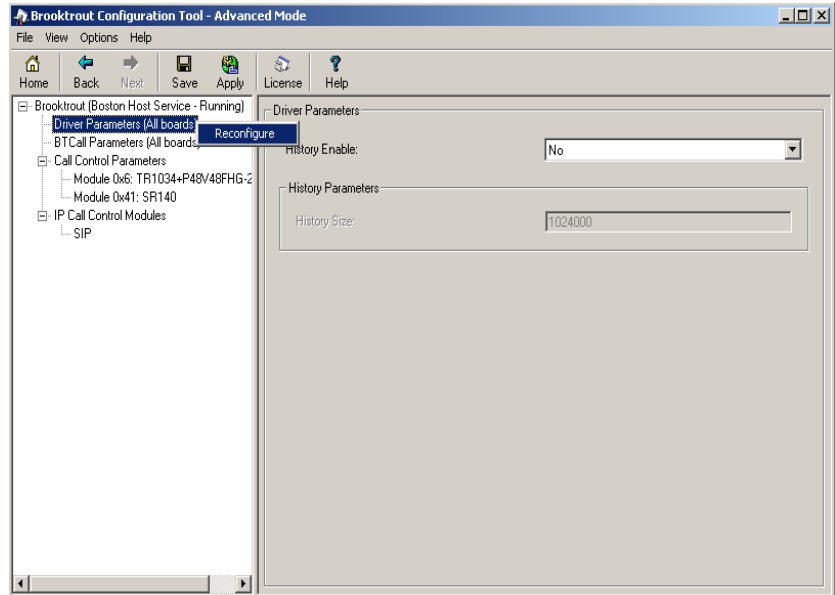 Brooktrout Configuration Tool - Advanced Mode
File View Options Help
Home Back Next Save Apply License Help
Brooktrout (Boston Host Service - Running)
Driver Parameters (All boards)
Reconfigure
BTCall Parameters (All boards)
Call Control Parameters
Module 0x6: TR1034+P48V48FHG-2
Module 0x41: SR140
IP Call Control Modules
SIP
Driver Parameters
History Enable:
No
History Parameters
History Size:
1024000